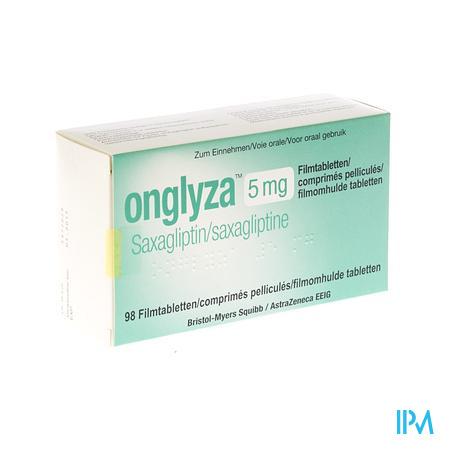 Zum Einnehmen/Voie orale/Voor oraal gebruik
onglyza™ 5 mg
Filmtabletten/
comprimés pelliculés/
filmomhulde tabletten
Saxagliptin/saxagliptine
98 Filmtabletten/comprimés pelliculés/filmomhulde tabletten
Bristol-Myers Squibb / AstraZeneca EEIG
IPM